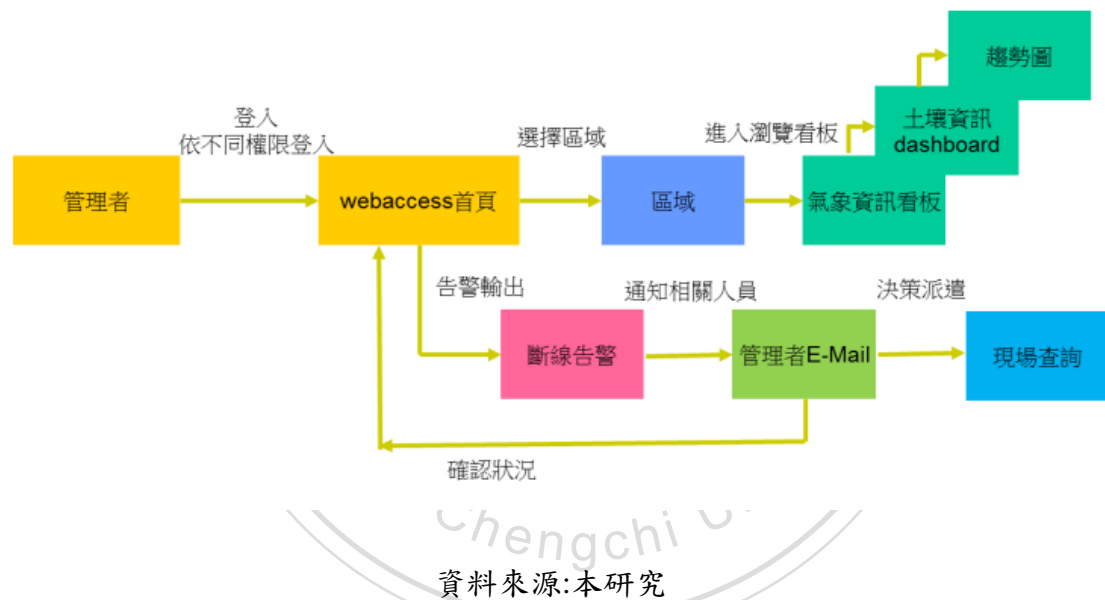 趨勢圖
登入
依不同權限登入
選擇區域
進入瀏覽看板
土壤資訊
dashboard
管理者
webaccess首頁
區域
氣象資訊看板
告警輸出
通知相關人員
決策派遣
斷線告警
管理者E-Mail
現場查詢
確認狀況
Chengchi U
資料來源:本研究